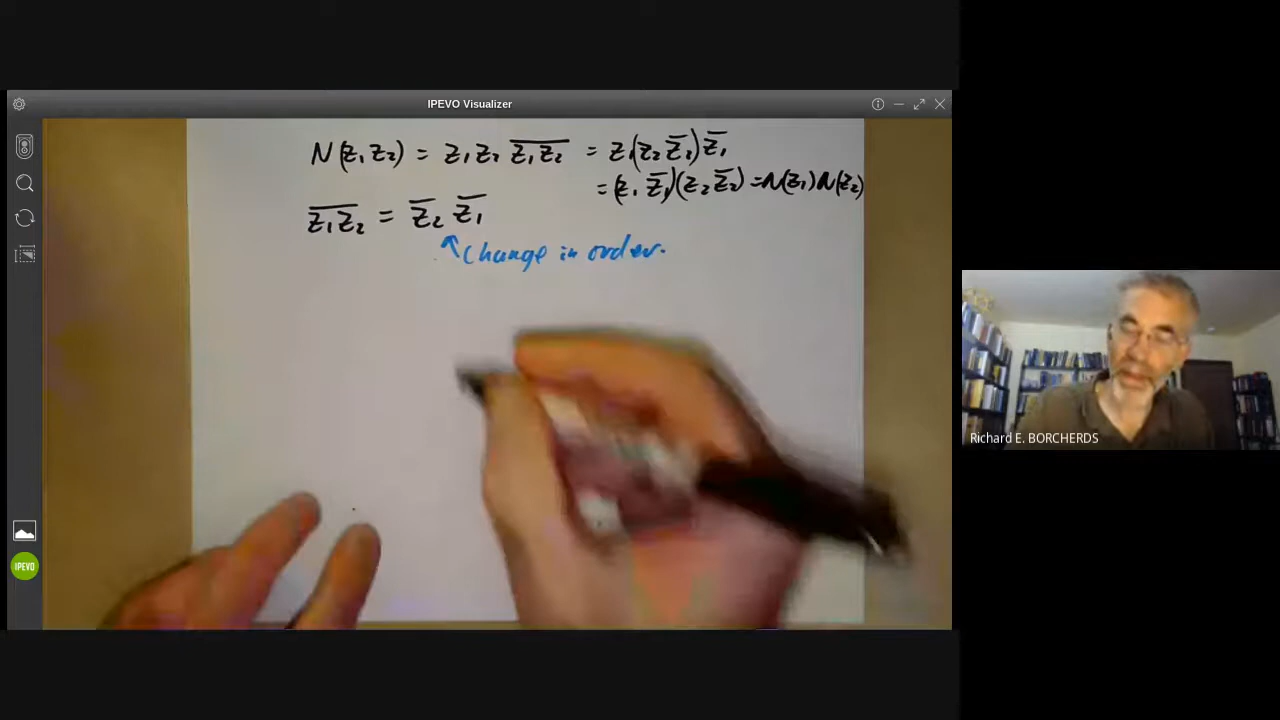 IPEVO Visualizer
N(z₁z₂) = z₁z₂ \overline{z₁z₂} = z₁(z₂ \overline{z₂})\overline{z₁}
= (z₁ \overline{z₁})(z₂ \overline{z₂}) = N(z₁)N(z₂)
\overline{z₁z₂} = \overline{z₂} \overline{z₁}
Change in order.
Richard E. BORCHERDS
IPEVO